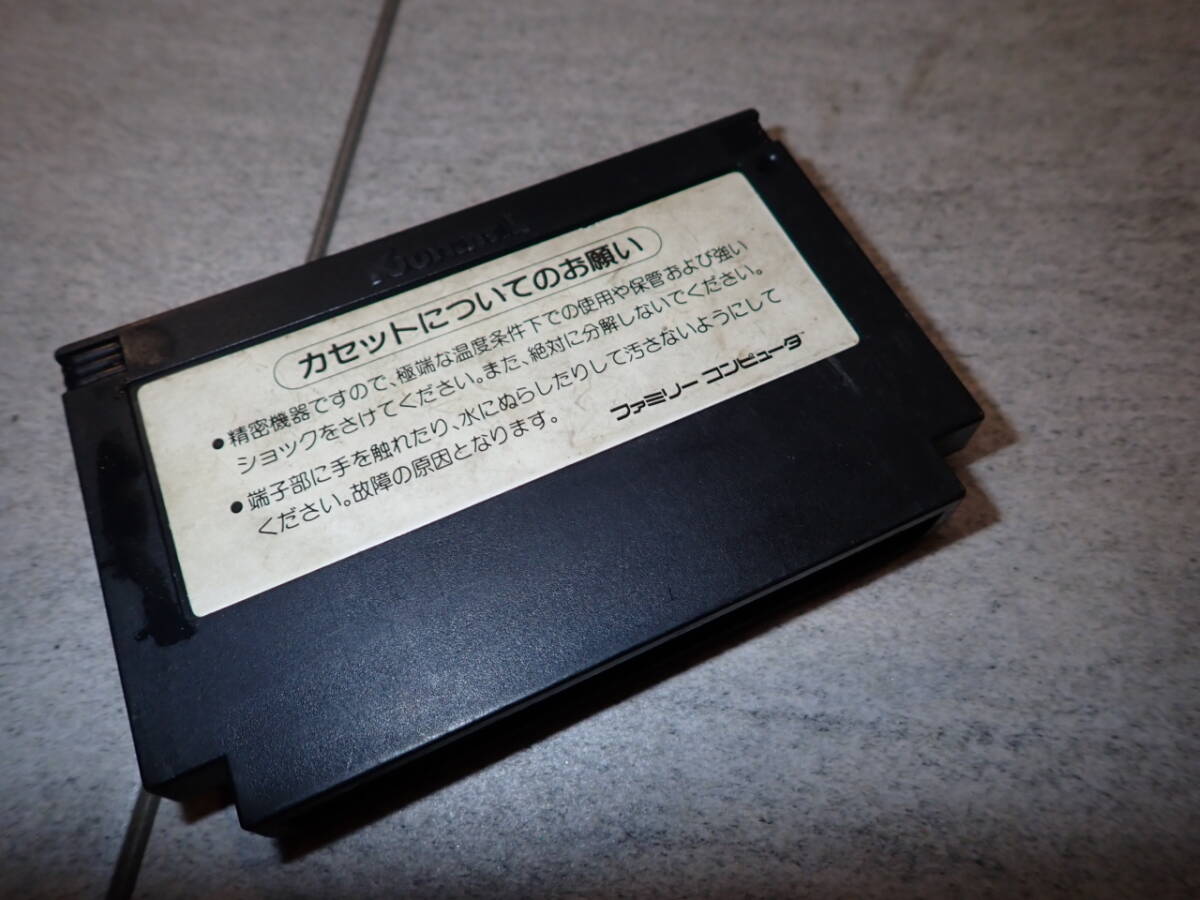 カセットについてのお願い
●精密機器ですので、極端な温度条件下での使用や保管および強い
ショックをさけてください。また、絶対に分解しないでください。
●端子部に手を触れたり、水にぬらしたりして汚さないようにして
ください。故障の原因となります。
ファミリー コンピュータ™